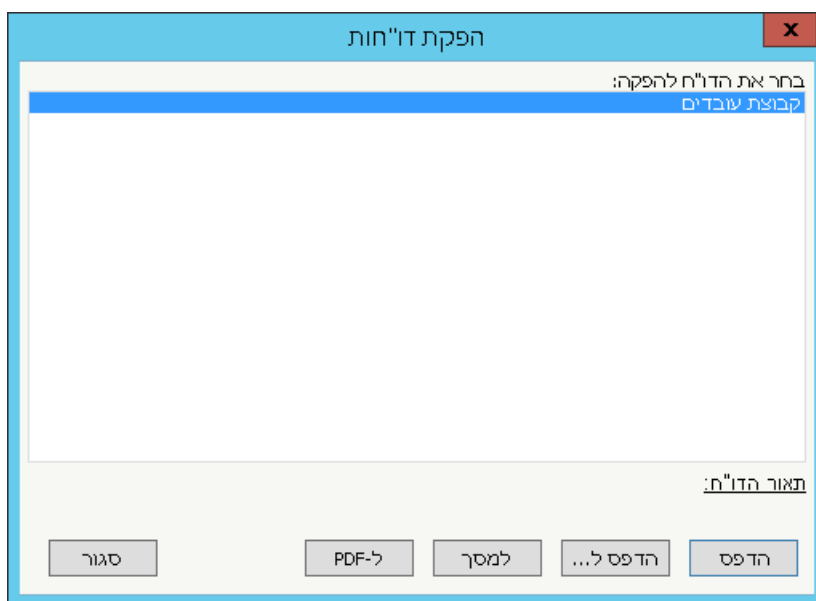 הפקת דו"חות
x
בחר את הדו"ח להפקה:
קבוצת עובדים
תאור הדו"ח:
הדפס
הדפס ל...
למסך
ל-PDF
סגור